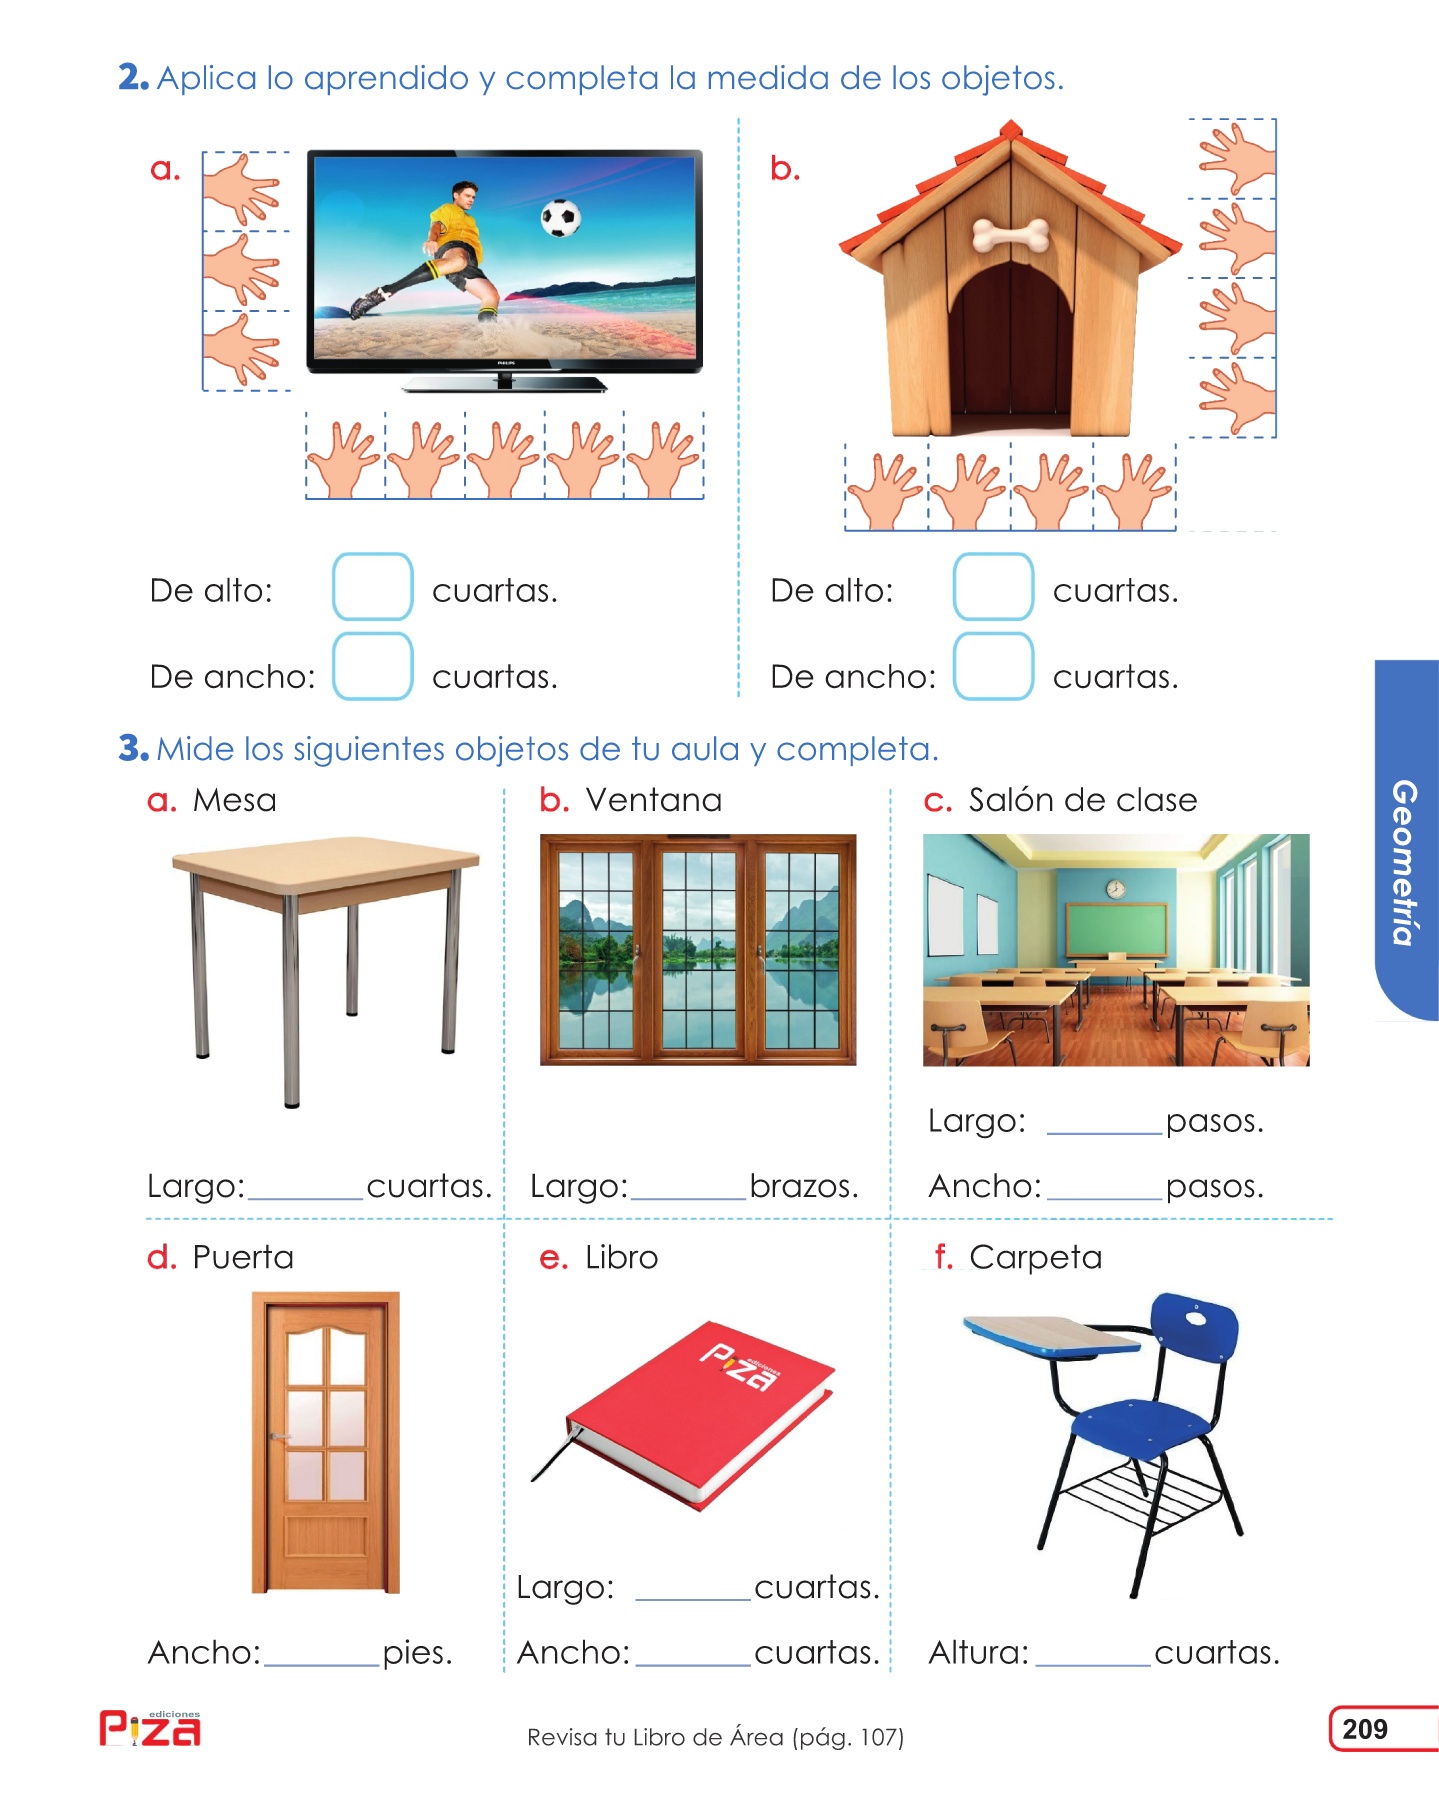 2. Aplica lo aprendido y completa la medida de los objetos.
a.
PHILIPS
b.
De alto: cuartas.
De ancho: cuartas.
De alto: cuartas.
De ancho: cuartas.
3. Mide los siguientes objetos de tu aula y completa.
a. Mesa
Largo:_______cuartas.
b. Ventana
Largo:_______brazos.
c. Salón de clase
Largo: _______pasos.
Ancho:_______pasos.
d. Puerta
Ancho:_______pies.
e. Libro
ediciones
PiZA
Largo: _______cuartas.
Ancho:_______cuartas.
f. Carpeta
Altura:_______cuartas.
Geometría
ediciones
PiZA
Revisa tu Libro de Área (pág. 107)
209